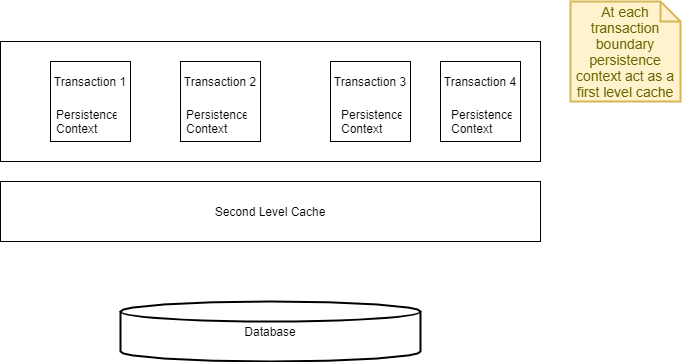 At each
transaction
boundary
persistence
context act as a
first level cache
Transaction 1
Persistence
Context
Transaction 2
Persistence
Context
Transaction 3
Persistence
Context
Transaction 4
Persistence
Context
Second Level Cache
Database